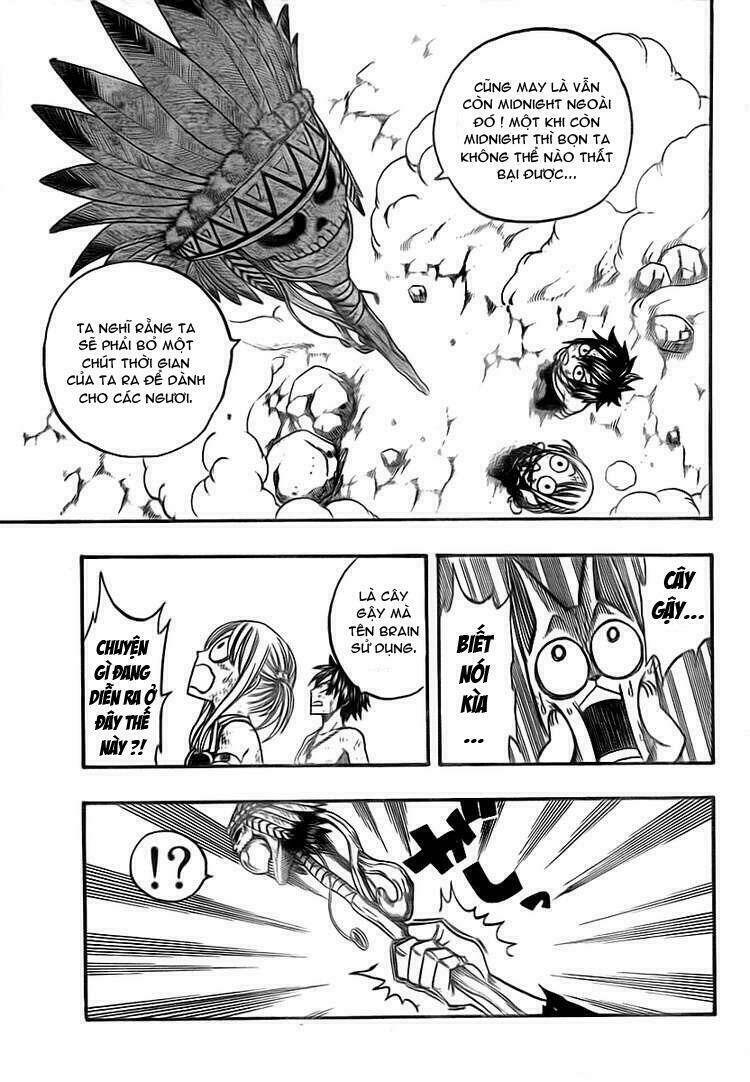 CŨNG MAY LÀ VẪN
CÒN MIDNIGHT NGOÀI
ĐÓ ! MỘT KHI CÒN
MIDNIGHT THÌ BỌN TA
KHÔNG THỂ NÀO THẤT
BẠI ĐƯỢC...
TA NGHĨ RẰNG TA
SẼ PHẢI BỎ MỘT
CHÚT THỜI GIAN
CỦA TA RA ĐỂ DÀNH
CHO CÁC NGƯƠI.
CÂY
GẬY...
BIẾT
NÓI
KÌA
...
LÀ CÂY
GẬY MÀ
TÊN BRAIN
SỬ DỤNG.
CHUYỆN
GÌ ĐANG
DIỄN RA Ở
ĐÂY THẾ
NÀY ?!
!?
ガシッ